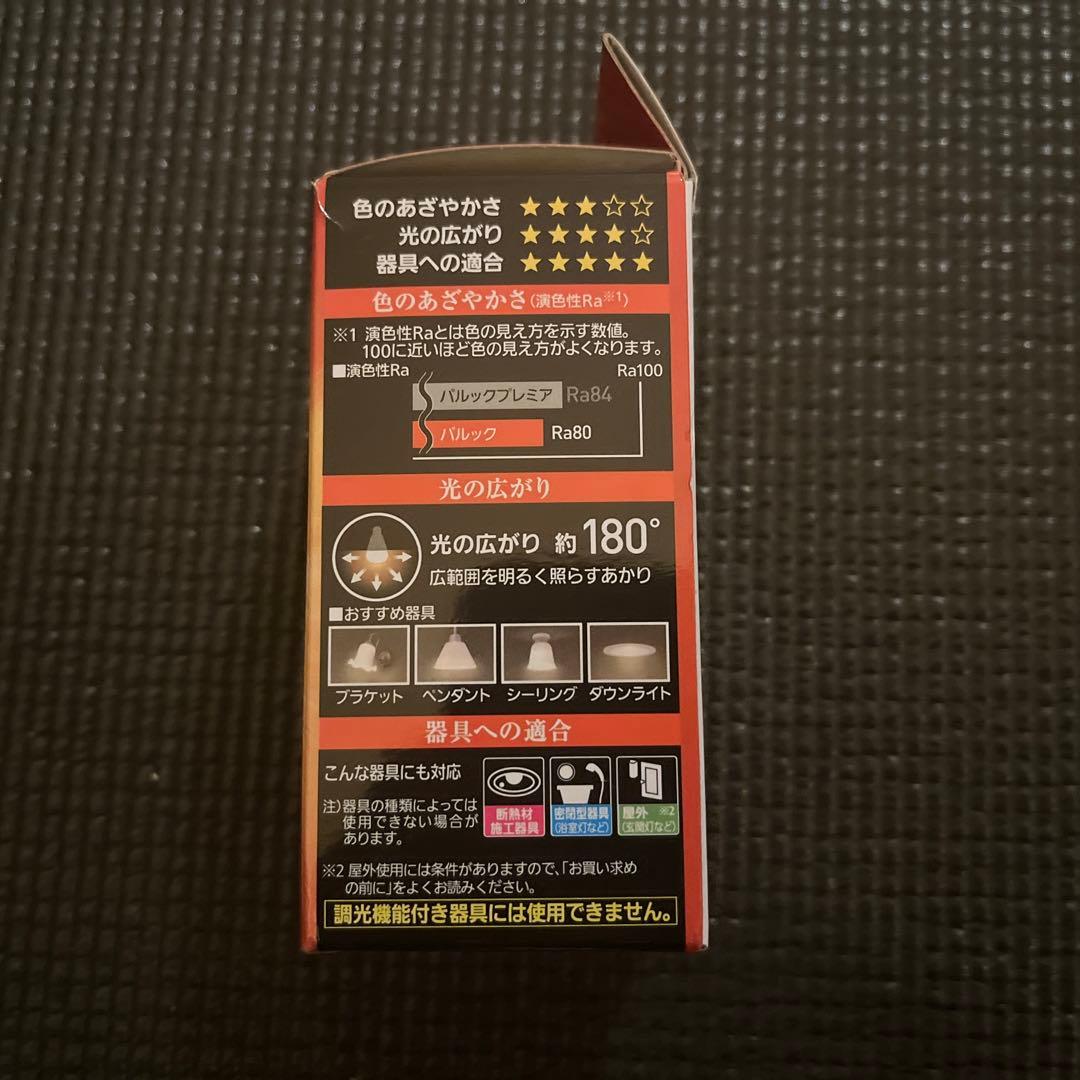 色のあざやかさ ★★★☆☆
光の広がり ★★★★☆
器具への適合 ★★★★★
色のあざやかさ(演色性Ra※1)
※1 演色性Raとは色の見え方を示す数値。
100に近いほど色の見え方がよくなります。
■演色性Ra Ra100
パルックプレミア Ra84
パルック Ra80
光の広がり
光の広がり 約180°
広範囲を明るく照らすあかり
■おすすめ器具
ブラケット ペンダント シーリング ダウンライト
器具への適合
こんな器具にも対応
注)器具の種類によっては
使用できない場合が
あります。
断熱材
施工器具
密閉型器具
(浴室灯など)
屋外 ※2
(玄関灯など)
※2 屋外使用には条件がありますので、「お買い求め
の前に」をよくお読みください。
調光機能付き器具には使用できません。